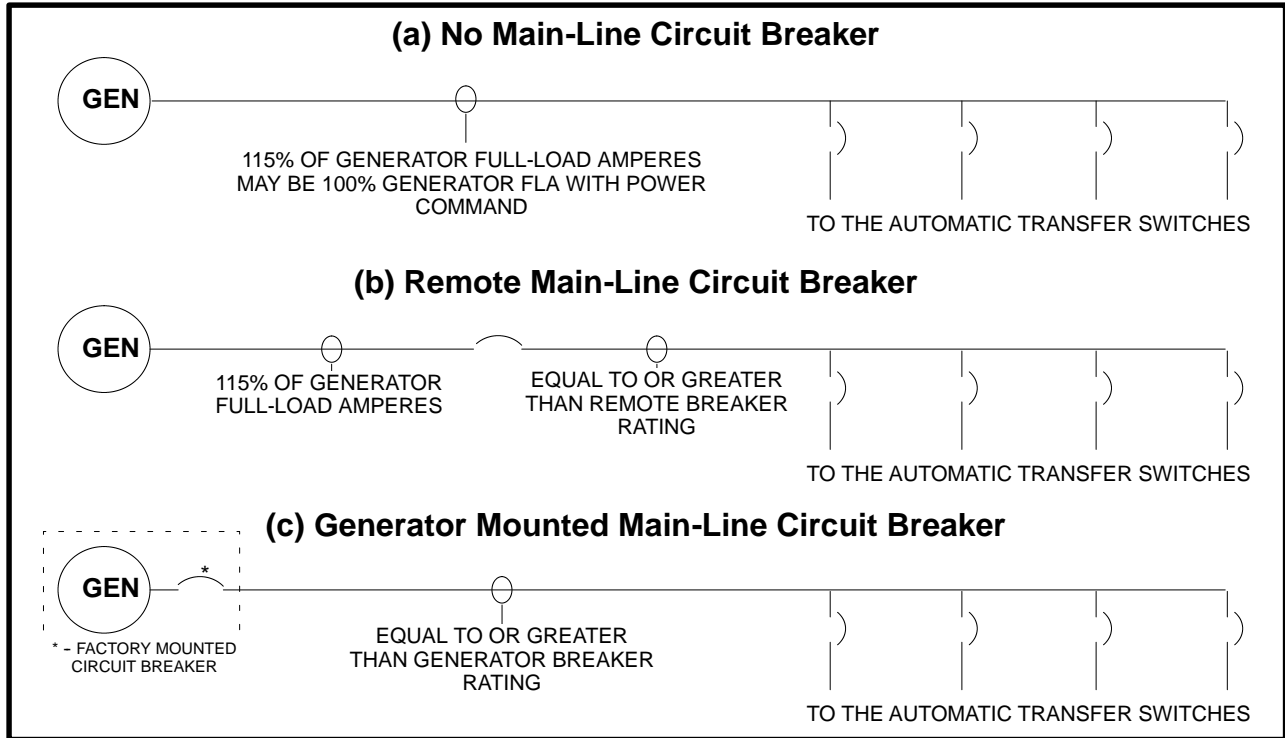 (a) No Main-Line Circuit Breaker
GEN
115% OF GENERATOR FULL-LOAD AMPERES
MAY BE 100% GENERATOR FLA WITH POWER
COMMAND
TO THE AUTOMATIC TRANSFER SWITCHES
(b) Remote Main-Line Circuit Breaker
GEN
115% OF GENERATOR
FULL-LOAD AMPERES
EQUAL TO OR GREATER
THAN REMOTE BREAKER
RATING
TO THE AUTOMATIC TRANSFER SWITCHES
(c) Generator Mounted Main-Line Circuit Breaker
GEN
*
* - FACTORY MOUNTED
CIRCUIT BREAKER
EQUAL TO OR GREATER
THAN GENERATOR BREAKER
RATING
TO THE AUTOMATIC TRANSFER SWITCHES